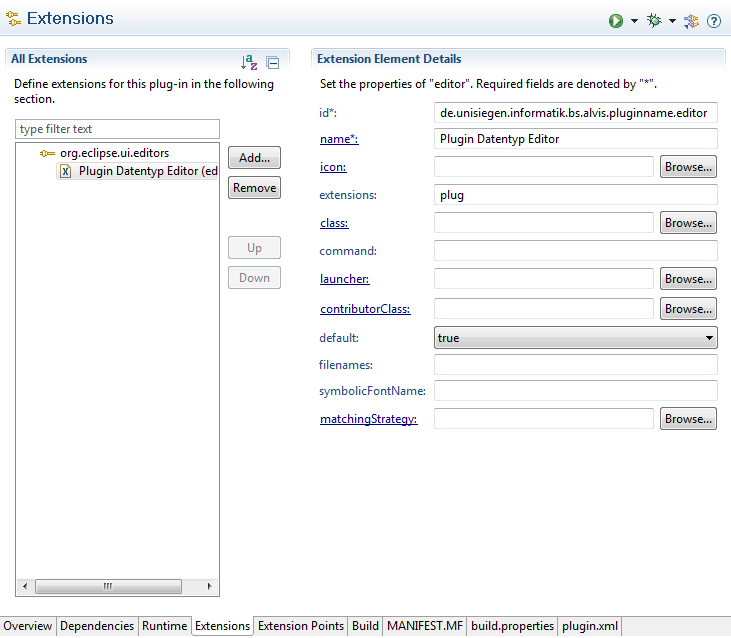 Extensions
All Extensions
Define extensions for this plug-in in the following
section.
type filter text
org.eclipse.ui.editors
Plugin Datentyp Editor (ed
Add...
Remove
Up
Down
Extension Element Details
Set the properties of "editor". Required fields are denoted by "*".
id*: de.unisiegen.informatik.bs.alvis.pluginname.editor
name*: Plugin Datentyp Editor
icon: Browse...
extensions: plug
class: Browse...
command:
launcher: Browse...
contributorClass: Browse...
default: true
filenames:
symbolicFontName:
matchingStrategy: Browse...
Overview Dependencies Runtime Extensions Extension Points Build MANIFEST.MF build.properties plugin.xml